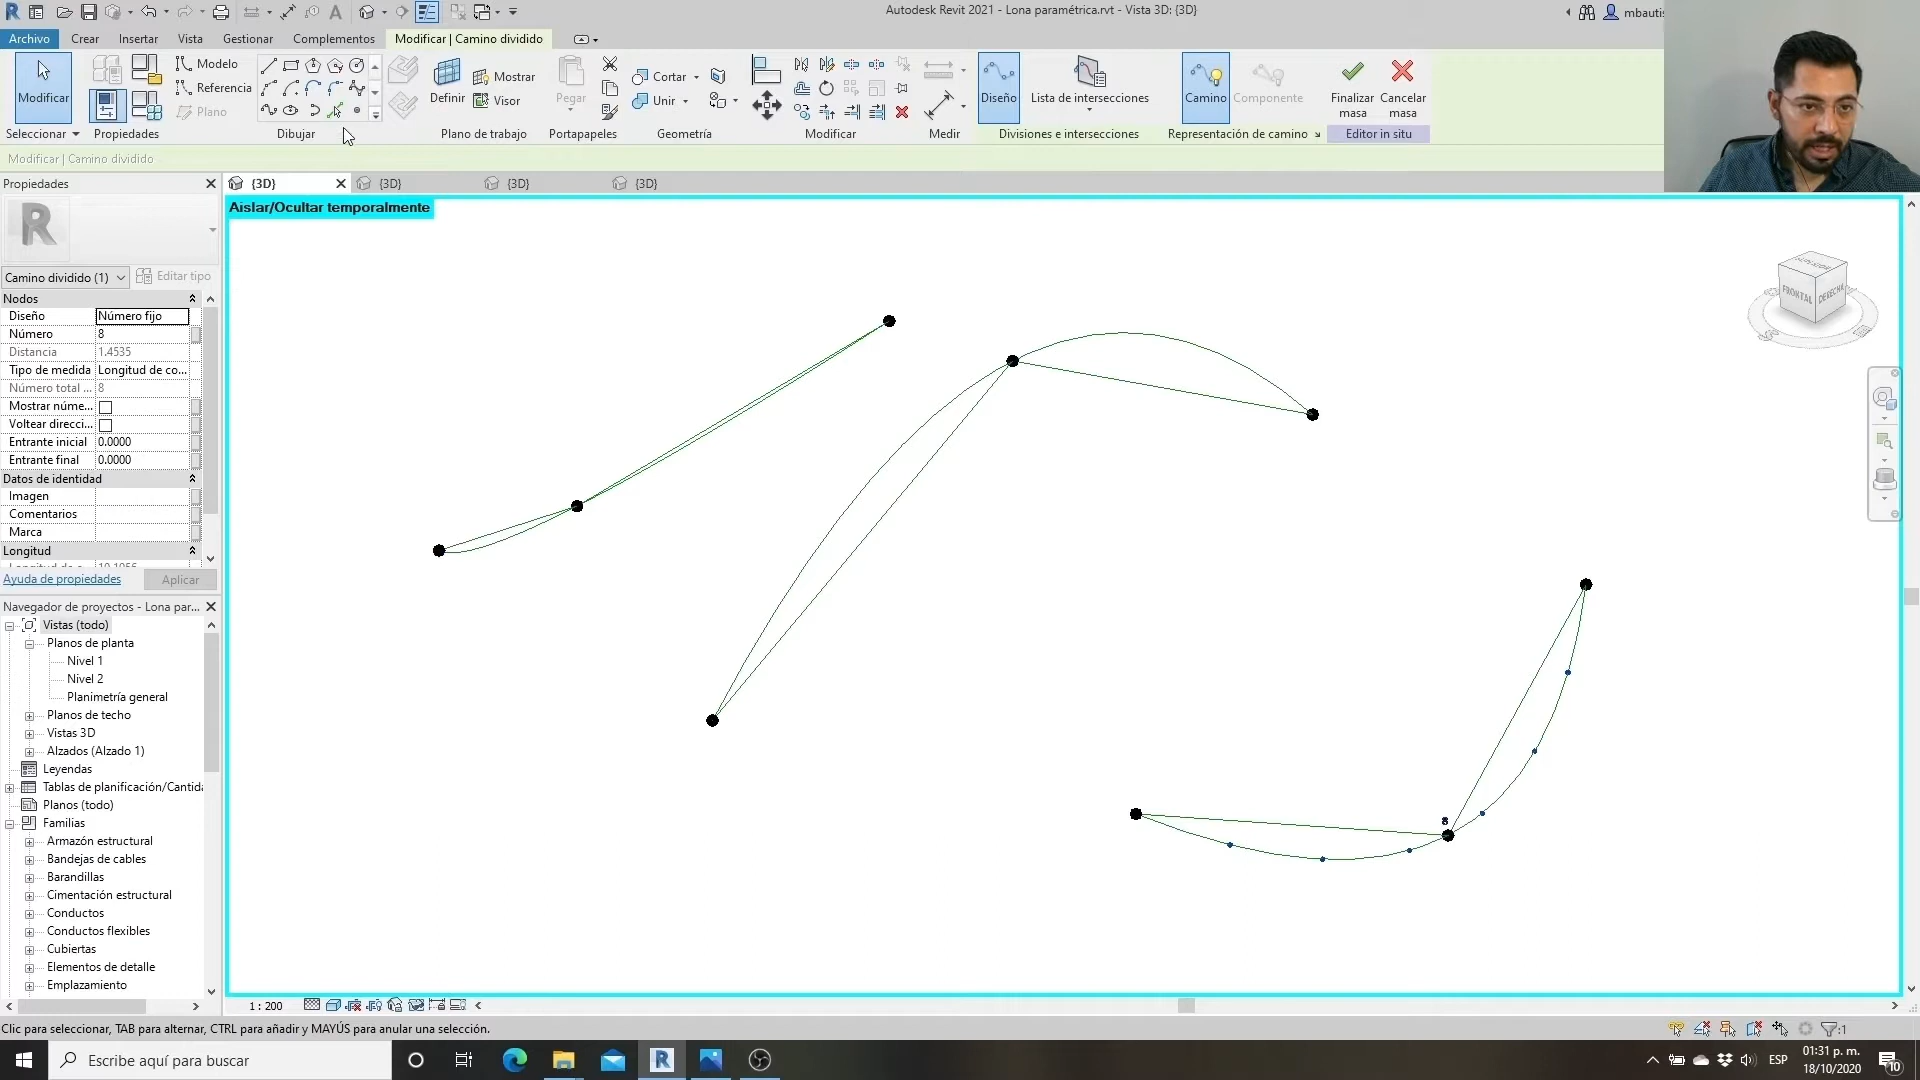 Autodesk Revit 2021 - Lona paramétrica.rvt - Vista 3D: {3D}
mbautis
Archivo
Crear
Insertar
Vista
Gestionar
Complementos
Modificar | Camino dividido
Modificar
Modelo
Referencia
Plano
Definir
Mostrar
Visor
Pegar
Cortar
Unir
Diseño
Lista de intersecciones
Camino
Componente
Finalizar masa
Cancelar masa
Seleccionar
Propiedades
Dibujar
Plano de trabajo
Portapapeles
Geometría
Modificar
Medir
Divisiones e intersecciones
Representación de camino
Editor in situ
Modificar | Camino dividido
Propiedades
{3D}
{3D}
{3D}
{3D}
Aislar/Ocultar temporalmente
R
Camino dividido (1)
Editar tipo
Nodos
Diseño Número fijo
Número 8
Distancia 1.4535
Tipo de medida Longitud de co...
Número total ... 8
Mostrar núme...
Voltear direcci...
Entrante inicial 0.0000
Entrante final 0.0000
Datos de identidad
Imagen
Comentarios
Marca
Longitud
Ayuda de propiedades
Aplicar
FRONTAL
DERECHA
8
Navegador de proyectos - Lona par...
Vistas (todo)
Planos de planta
Nivel 1
Nivel 2
Planimetría general
Planos de techo
Vistas 3D
Alzados (Alzado 1)
Leyendas
Tablas de planificación/Cantida
Planos (todo)
Familias
Armazón estructural
Bandejas de cables
Barandillas
Cimentación estructural
Conductos
Conductos flexibles
Cubiertas
Elementos de detalle
Emplazamiento
1 : 200
Clic para seleccionar, TAB para alternar, CTRL para añadir y MAYÚS para anular una selección.
:1
Escribe aquí para buscar
ESP
01:31 p. m.
18/10/2020
10